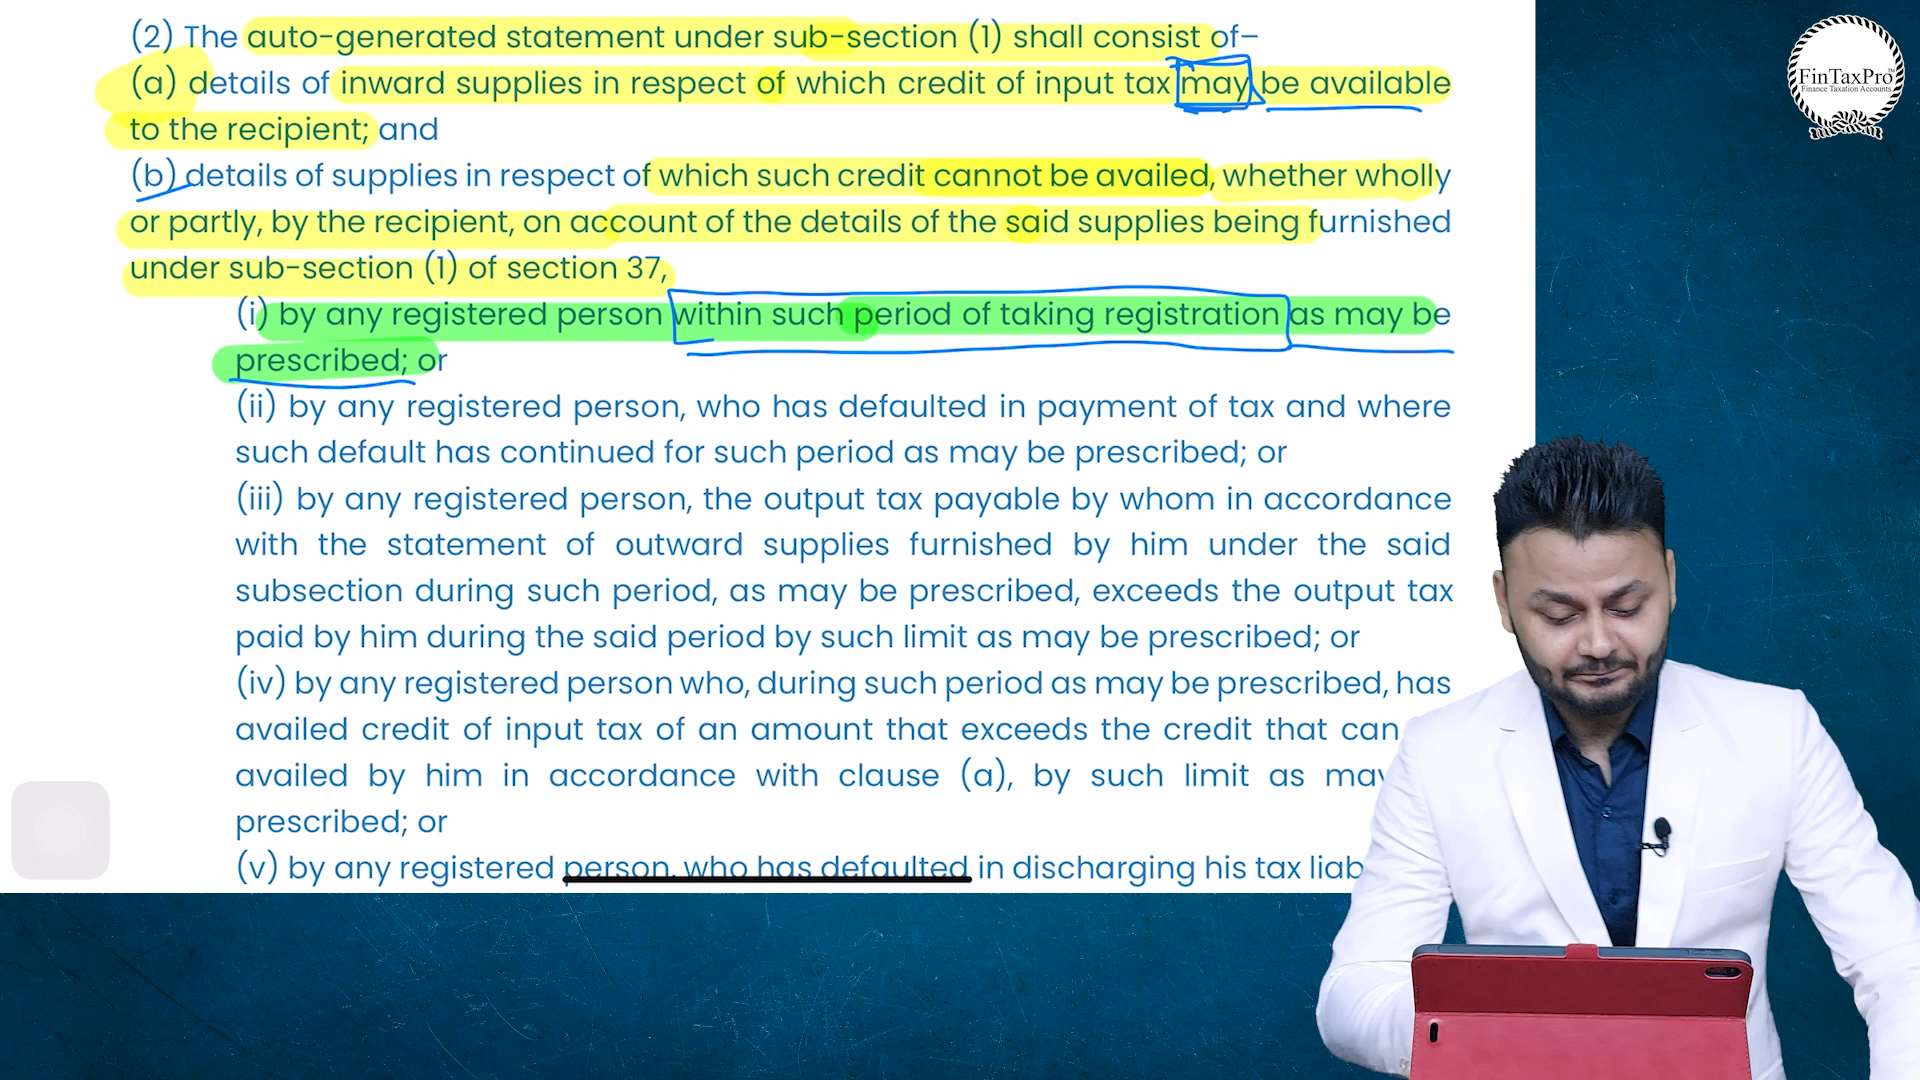 (2) The auto-generated statement under sub-section (1) shall consist of–
(a) details of inward supplies in respect of which credit of input tax may be available
to the recipient; and
(b) details of supplies in respect of which such credit cannot be availed, whether wholly
or partly, by the recipient, on account of the details of the said supplies being furnished
under sub-section (1) of section 37,
(i) by any registered person within such period of taking registration as may be
prescribed; or
(ii) by any registered person, who has defaulted in payment of tax and where
such default has continued for such period as may be prescribed; or
(iii) by any registered person, the output tax payable by whom in accordance
with the statement of outward supplies furnished by him under the said
subsection during such period, as may be prescribed, exceeds the output tax
paid by him during the said period by such limit as may be prescribed; or
(iv) by any registered person who, during such period as may be prescribed, has
availed credit of input tax of an amount that exceeds the credit that can
availed by him in accordance with clause (a), by such limit as may
prescribed; or
(v) by any registered person, who has defaulted in discharging his tax liab
FinTaxPro
Finance Taxation Accounts